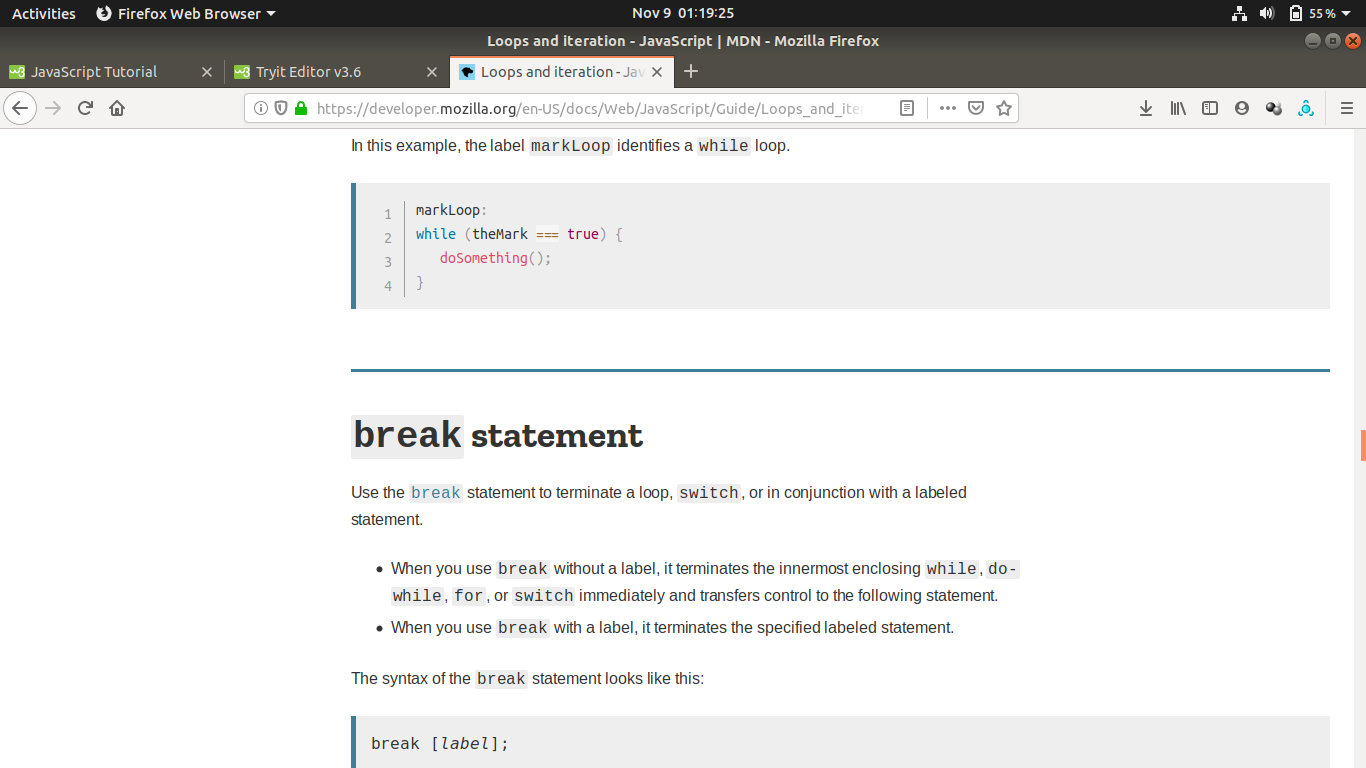 Activities Firefox Web Browser Nov 9 01:19:25 55%
Loops and iteration - JavaScript | MDN - Mozilla Firefox
JavaScript Tutorial Tryit Editor v3.6 Loops and iteration - Jav
https://developer.mozilla.org/en-US/docs/Web/JavaScript/Guide/Loops_and_ite
In this example, the label markLoop identifies a while loop.
1 markLoop:
2 while (theMark === true) {
3 doSomething();
4 }
break statement
Use the break statement to terminate a loop, switch, or in conjunction with a labeled
statement.
• When you use break without a label, it terminates the innermost enclosing while, do-
while, for, or switch immediately and transfers control to the following statement.
• When you use break with a label, it terminates the specified labeled statement.
The syntax of the break statement looks like this:
break [label];